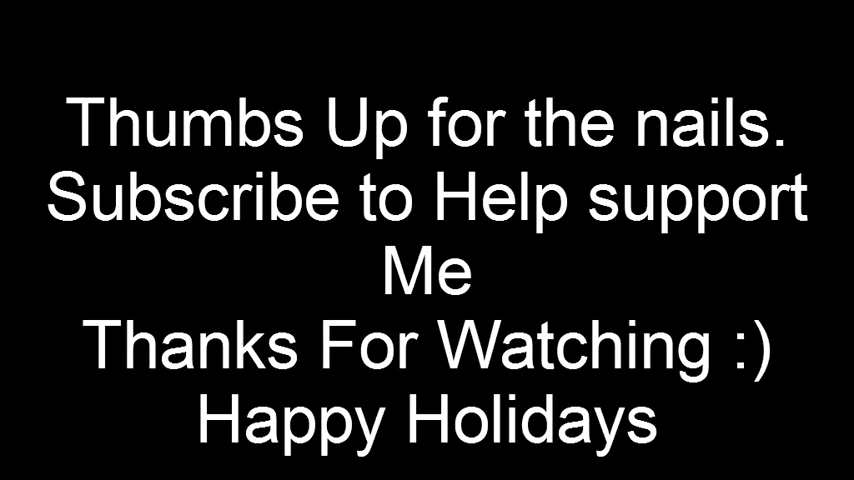 Thumbs Up for the nails.
Subscribe to Help support
Me
Thanks For Watching :)
Happy Holidays